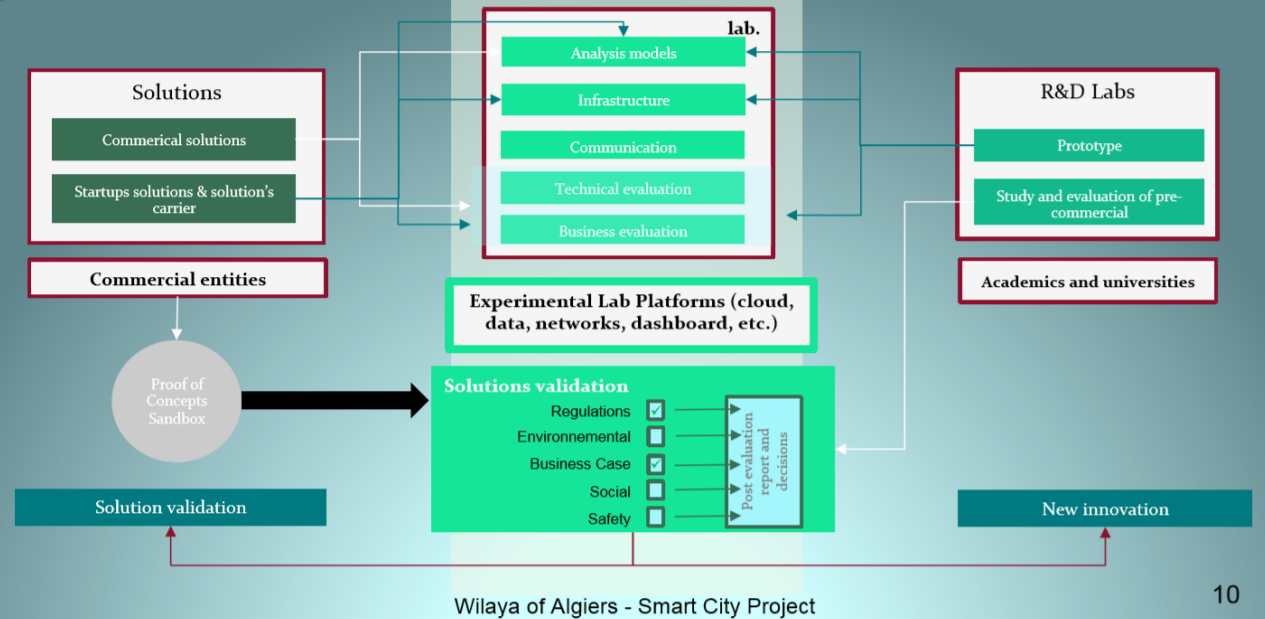 lab.
Analysis models
Infrastructure
Communication
Technical evaluation
Business evaluation
Solutions
Commerical solutions
Startups solutions & solution's
carrier
Commercial entities
R&D Labs
Prototype
Study and evaluation of pre-
commercial
Academics and universities
Experimental Lab Platforms (cloud,
data, networks, dashboard, etc.)
Proof of
Concepts
Sandbox
Solutions validation
Regulations
Environnemental
Business Case
Social
Safety
Post evaluation
report and
decisions
Solution validation
New innovation
Wilaya of Algiers - Smart City Project
10